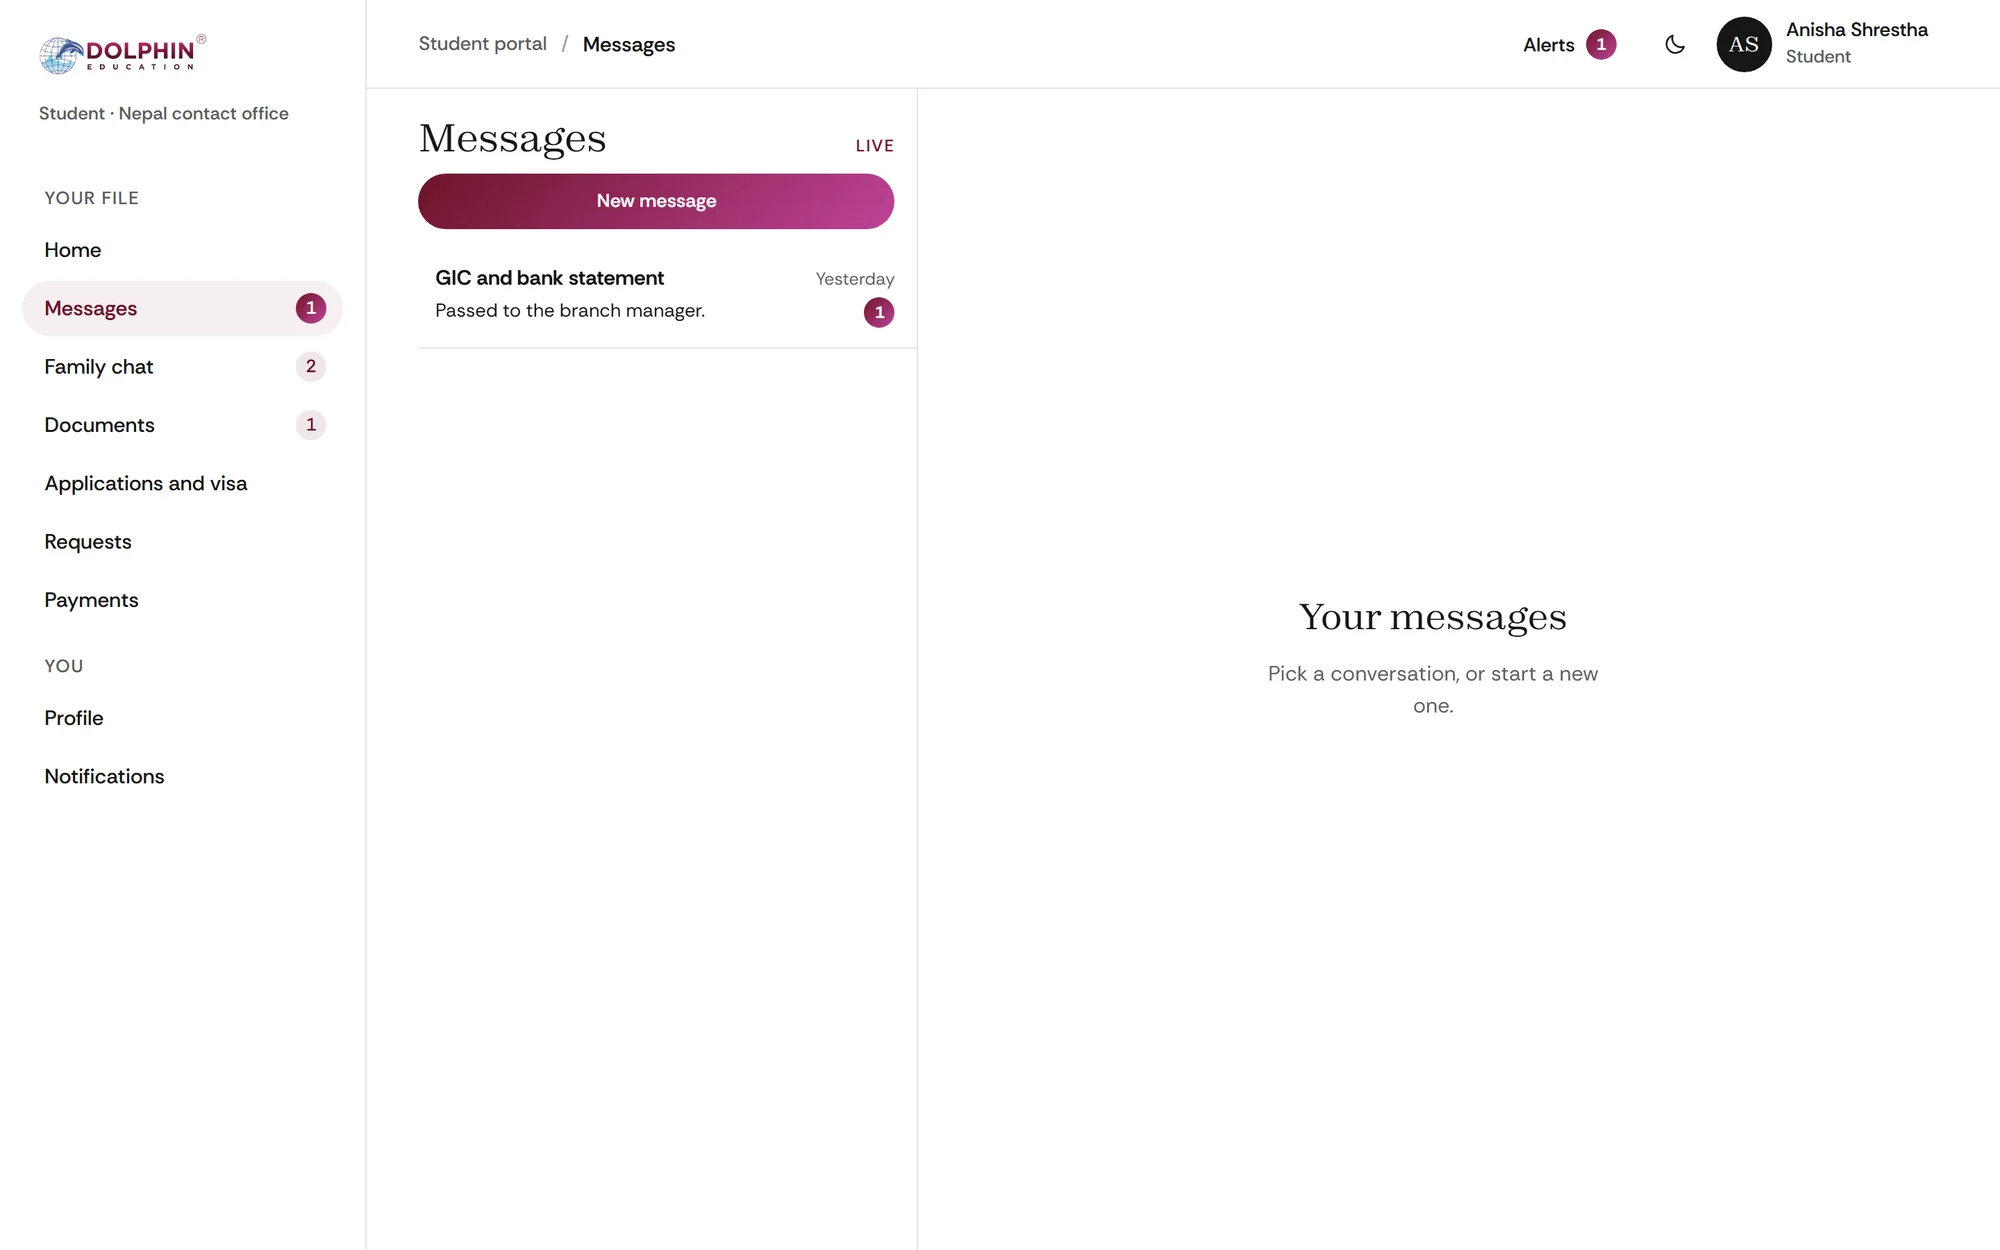 DOLPHIN®
EDUCATION
Student · Nepal contact office
YOUR FILE
Home
Messages 1
Family chat 2
Documents 1
Applications and visa
Requests
Payments
YOU
Profile
Notifications
Student portal / Messages
Alerts 1
AS
Anisha Shrestha
Student
Messages
LIVE
New message
GIC and bank statement
Yesterday
Passed to the branch manager.
1
Your messages
Pick a conversation, or start a new
one.